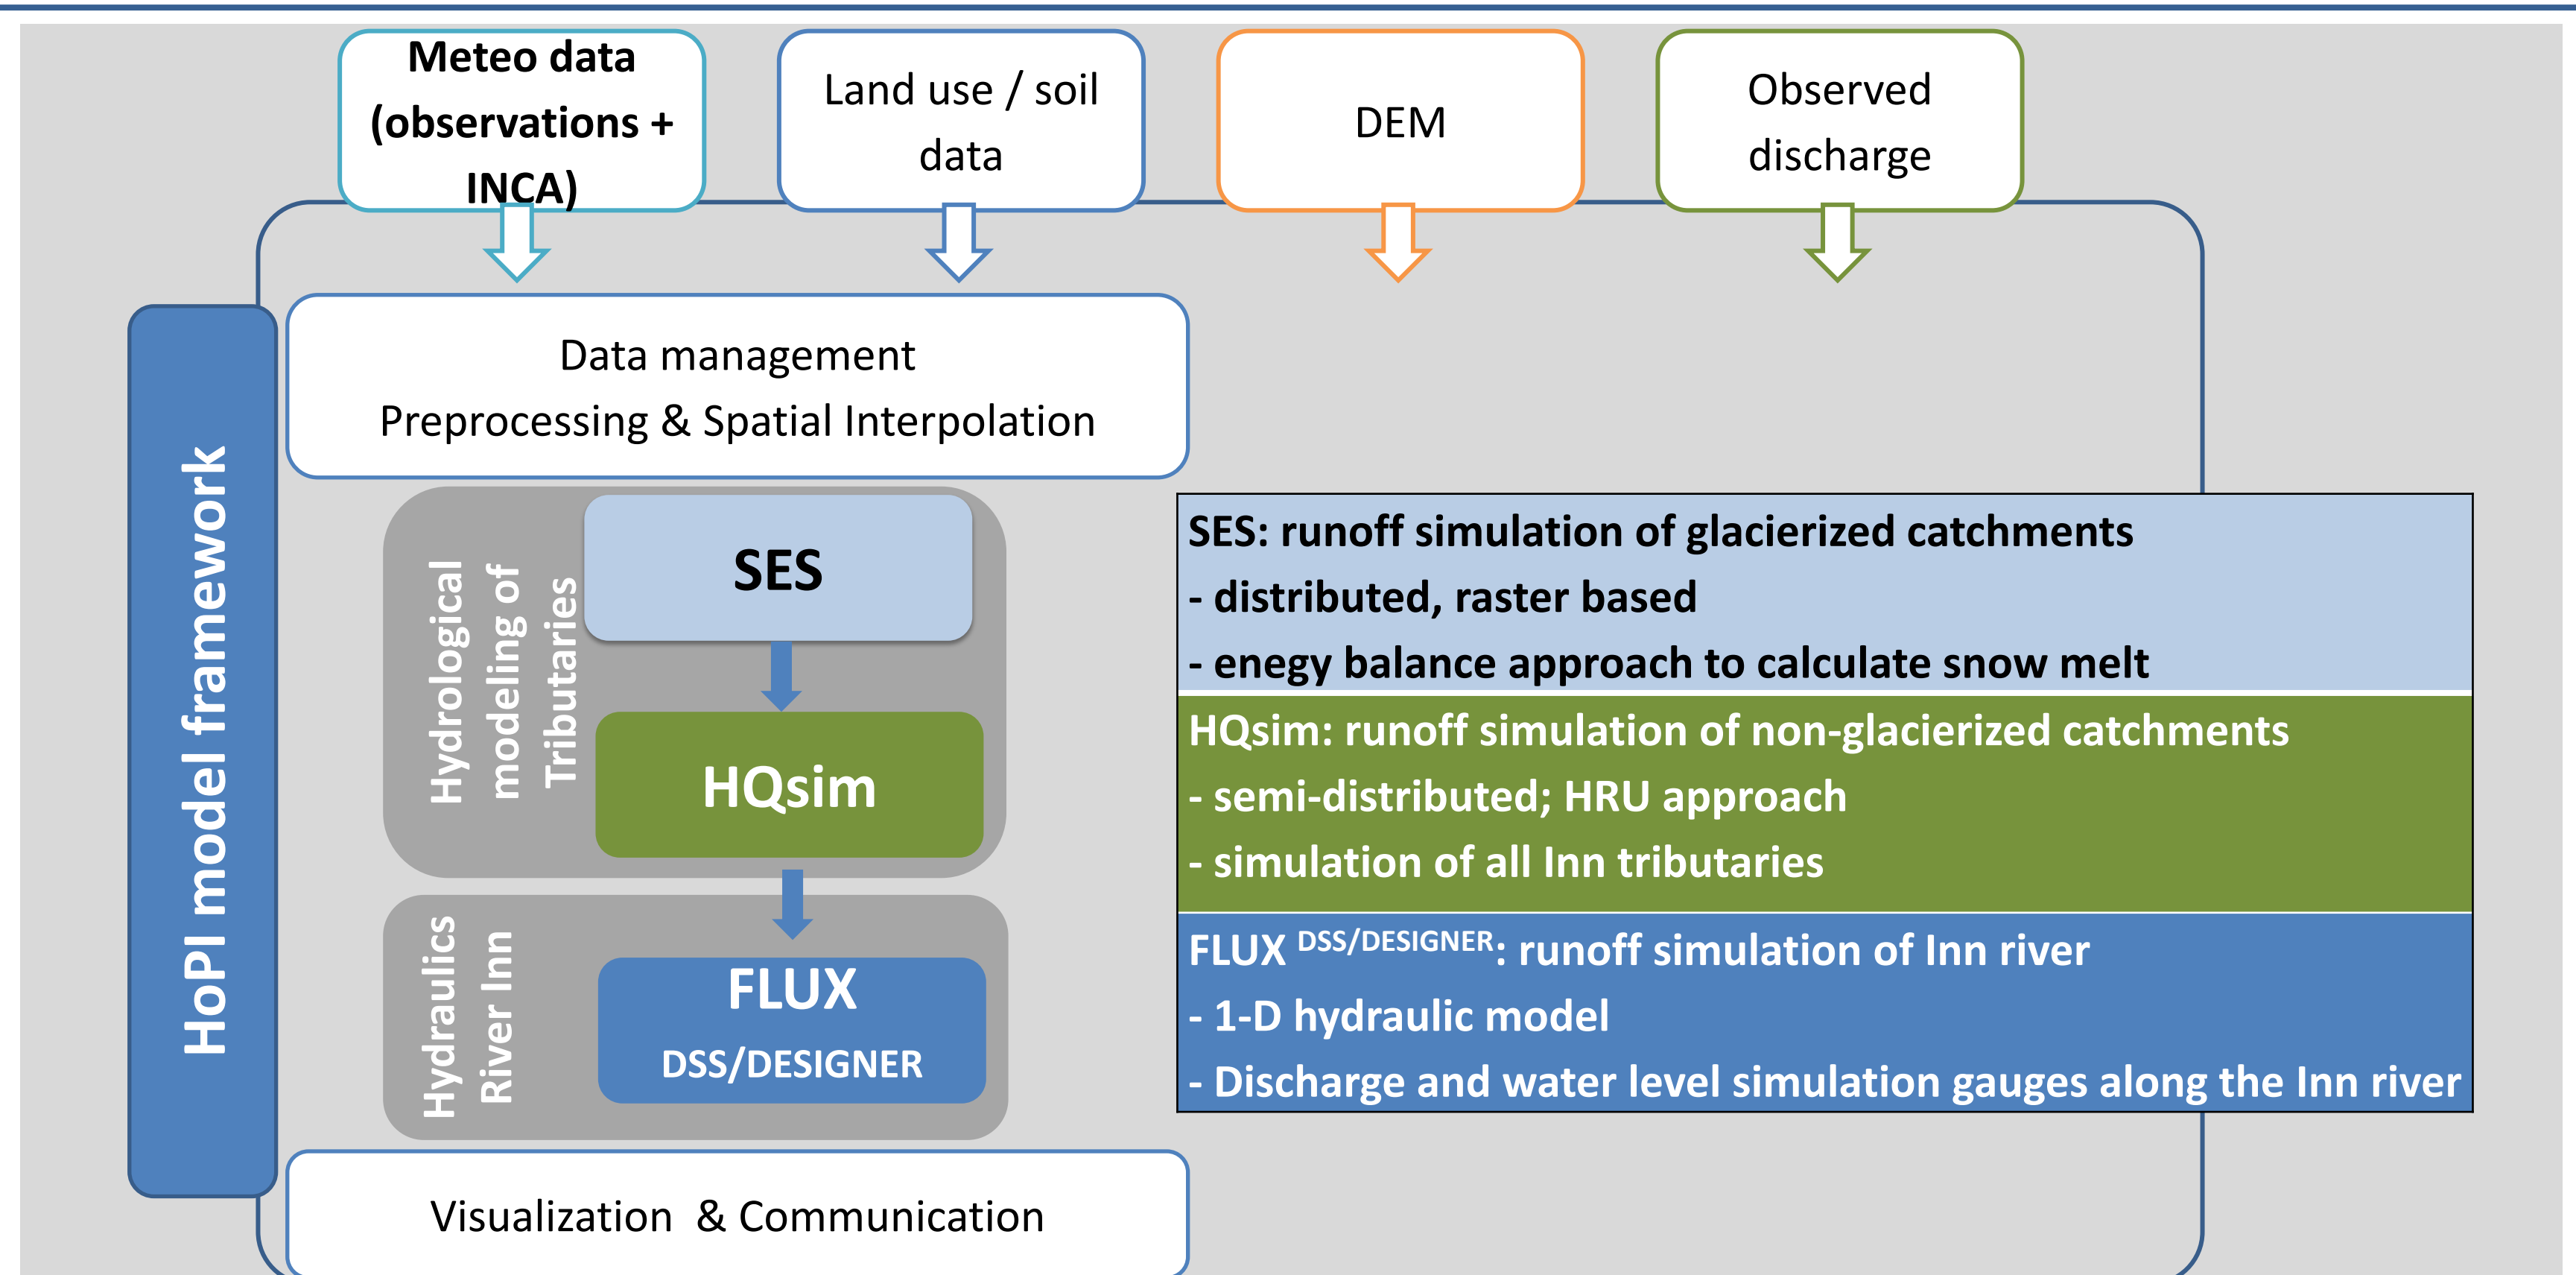 Meteo data
(observations +
INCA)
Land use / soil
data
DEM
Observed
discharge
HoPI model framework
Data management
Preprocessing & Spatial Interpolation
Hydrological
modeling of
Tributaries
SES
HQsim
Hydraulics
River Inn
FLUX
DSS/DESIGNER
SES: runoff simulation of glacierized catchments
- distributed, raster based
- enegy balance approach to calculate snow melt
HQsim: runoff simulation of non-glacierized catchments
- semi-distributed; HRU approach
- simulation of all Inn tributaries
FLUX DSS/DESIGNER: runoff simulation of Inn river
- 1-D hydraulic model
- Discharge and water level simulation gauges along the Inn river
Visualization & Communication